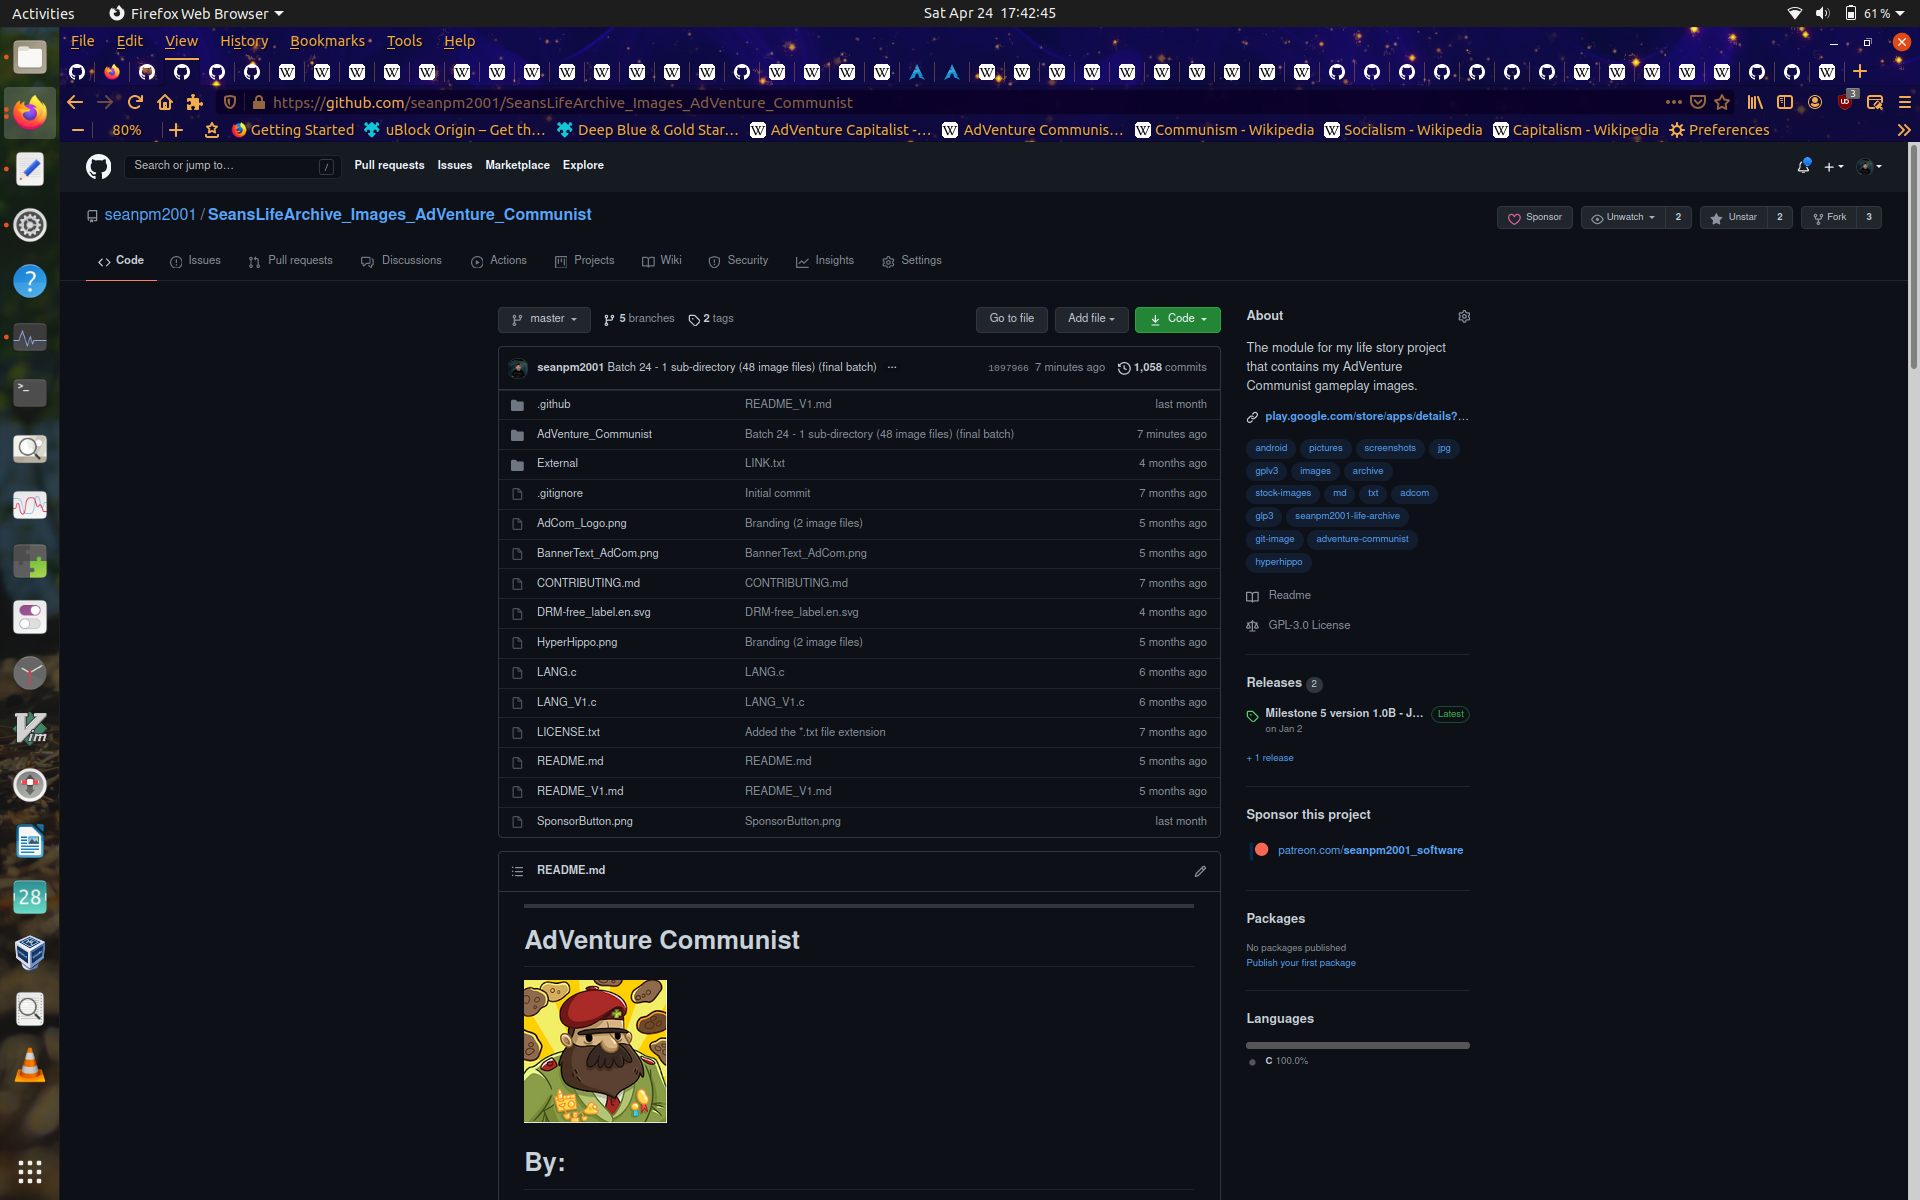 Activities Firefox Web Browser Sat Apr 24 17:42:45 61 %
File Edit View History Bookmarks Tools Help
https://github.com/seanpm2001/SeansLifeArchive_Images_AdVenture_Communist 3
80% Getting Started uBlock Origin – Get th… Deep Blue & Gold Star… AdVenture Capitalist -… AdVenture Communis… Communism - Wikipedia Socialism - Wikipedia Capitalism - Wikipedia Preferences
Search or jump to… / Pull requests Issues Marketplace Explore
seanpm2001 / SeansLifeArchive_Images_AdVenture_Communist Sponsor Unwatch 2 Unstar 2 Fork 3
Code Issues Pull requests Discussions Actions Projects Wiki Security Insights Settings
master 5 branches 2 tags Go to file Add file Code
seanpm2001 Batch 24 - 1 sub-directory (48 image files) (final batch) ... 1097966 7 minutes ago 1,058 commits
.github README_V1.md last month
AdVenture_Communist Batch 24 - 1 sub-directory (48 image files) (final batch) 7 minutes ago
External LINK.txt 4 months ago
.gitignore Initial commit 7 months ago
AdCom_Logo.png Branding (2 image files) 5 months ago
BannerText_AdCom.png BannerText_AdCom.png 5 months ago
CONTRIBUTING.md CONTRIBUTING.md 7 months ago
DRM-free_label.en.svg DRM-free_label.en.svg 4 months ago
HyperHippo.png Branding (2 image files) 5 months ago
LANG.c LANG.c 6 months ago
LANG_V1.c LANG_V1.c 6 months ago
LICENSE.txt Added the *.txt file extension 7 months ago
README.md README.md 5 months ago
README_V1.md README_V1.md 5 months ago
SponsorButton.png SponsorButton.png last month
README.md
AdVenture Communist
By:
About
The module for my life story project
that contains my AdVenture
Communist gameplay images.
play.google.com/store/apps/details?…
android pictures screenshots jpg
gplv3 images archive
stock-images md txt adcom
glp3 seanpm2001-life-archive
git-image adventure-communist
hyperhippo
Readme
GPL-3.0 License
Releases 2
Milestone 5 version 1.0B - J… Latest
on Jan 2
+ 1 release
Sponsor this project
patreon.com/seanpm2001_software
Packages
No packages published
Publish your first package
Languages
C 100.0%
28